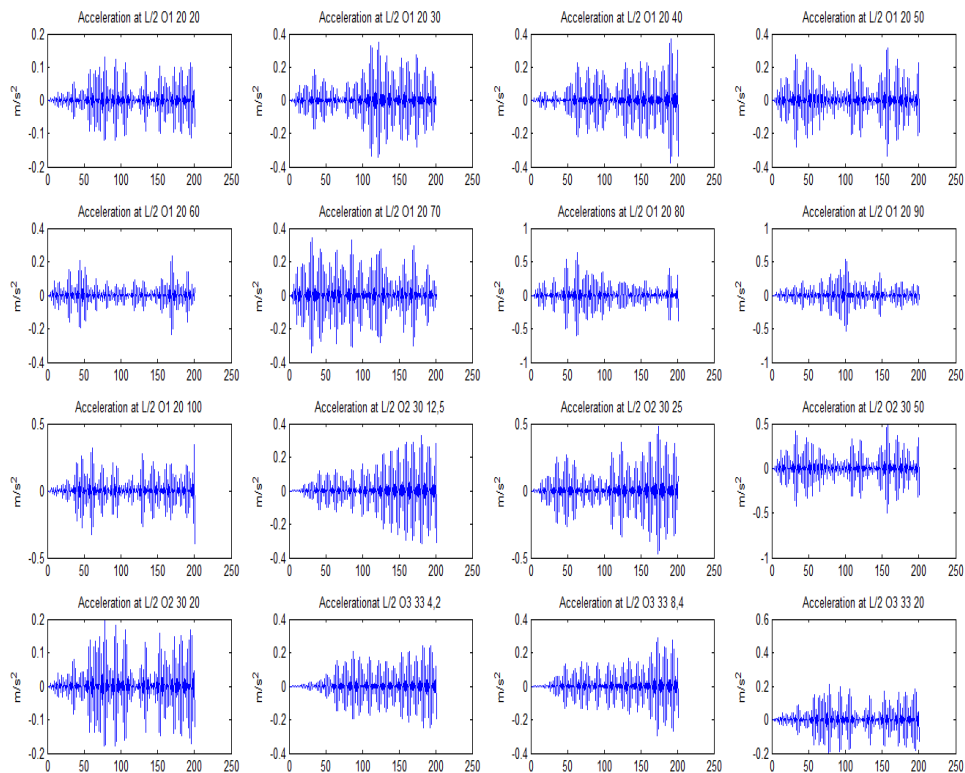 Acceleration at L/2 O1 20 20
Acceleration at L/2 O1 20 30
Acceleration at L/2 O1 20 40
Acceleration at L/2 O1 20 50
0.2
0.1
0
-0.1
-0.2
m/s²
0 50 100 150 200 250
0.4
0.2
0
-0.2
-0.4
m/s²
0 50 100 150 200 250
0.4
0.2
0
-0.2
-0.4
m/s²
0 50 100 150 200 250
0.4
0.2
0
-0.2
-0.4
m/s²
0 50 100 150 200 250
Acceleration at L/2 O1 20 60
Acceleration at L/2 O1 20 70
Accelerations at L/2 O1 20 80
Acceleration at L/2 O1 20 90
0.4
0.2
0
-0.2
-0.4
m/s²
0 50 100 150 200 250
0.4
0.2
0
-0.2
-0.4
m/s²
0 50 100 150 200 250
1
0.5
0
-0.5
-1
m/s²
0 50 100 150 200 250
1
0.5
0
-0.5
-1
m/s²
0 50 100 150 200 250
Acceleration at L/2 O1 20 100
Acceleration at L/2 O2 30 12,5
Acceleration at L/2 O2 30 25
Acceleration at L/2 O2 30 50
0.5
0
-0.5
m/s²
0 50 100 150 200 250
0.4
0.2
0
-0.2
-0.4
m/s²
0 50 100 150 200 250
0.5
0
-0.5
m/s²
0 50 100 150 200 250
0.5
0
-0.5
-1
m/s²
0 50 100 150 200 250
Acceleration at L/2 O2 30 20
Accelerationat L/2 O3 33 4,2
Acceleration at L/2 O3 33 8,4
Acceleration at L/2 O3 33 20
0.2
0.1
0
-0.1
-0.2
m/s²
0 50 100 150 200 250
0.4
0.2
0
-0.2
-0.4
m/s²
0 50 100 150 200 250
0.4
0.2
0
-0.2
-0.4
m/s²
0 50 100 150 200 250
0.6
0.4
0.2
0
-0.2
m/s²
0 50 100 150 200 250